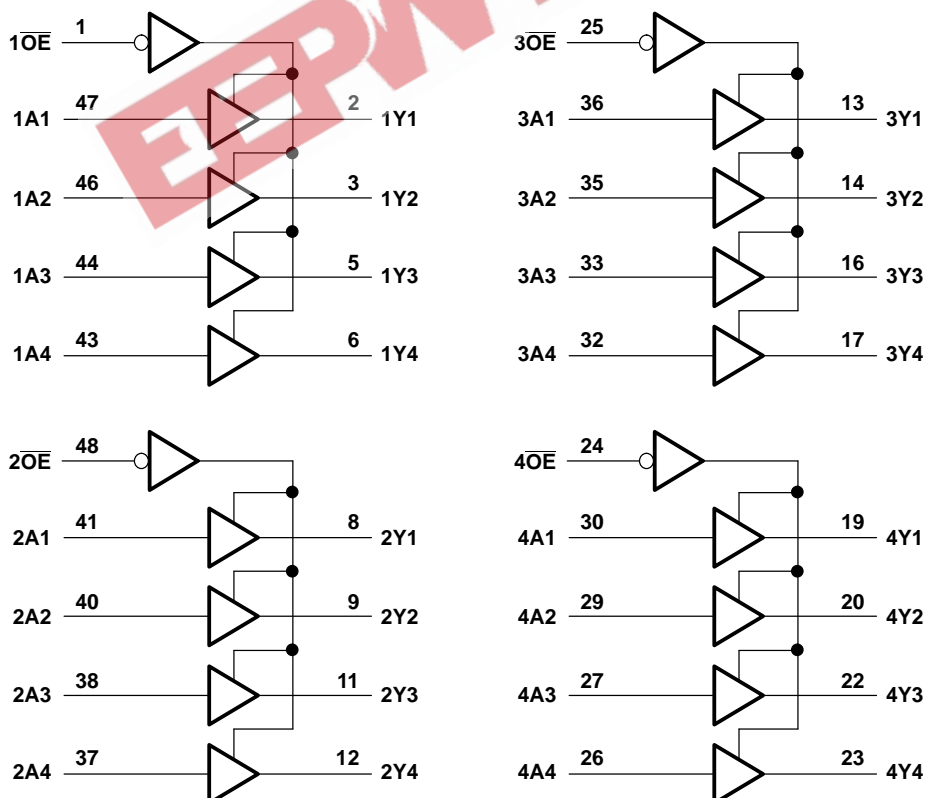 1OE 1
1A1 47 2 1Y1
1A2 46 3 1Y2
1A3 44 5 1Y3
1A4 43 6 1Y4
3OE 25
3A1 36 13 3Y1
3A2 35 14 3Y2
3A3 33 16 3Y3
3A4 32 17 3Y4
2OE 48
2A1 41 8 2Y1
2A2 40 9 2Y2
2A3 38 11 2Y3
2A4 37 12 2Y4
4OE 24
4A1 30 19 4Y1
4A2 29 20 4Y2
4A3 27 22 4Y3
4A4 26 23 4Y4
EEPW